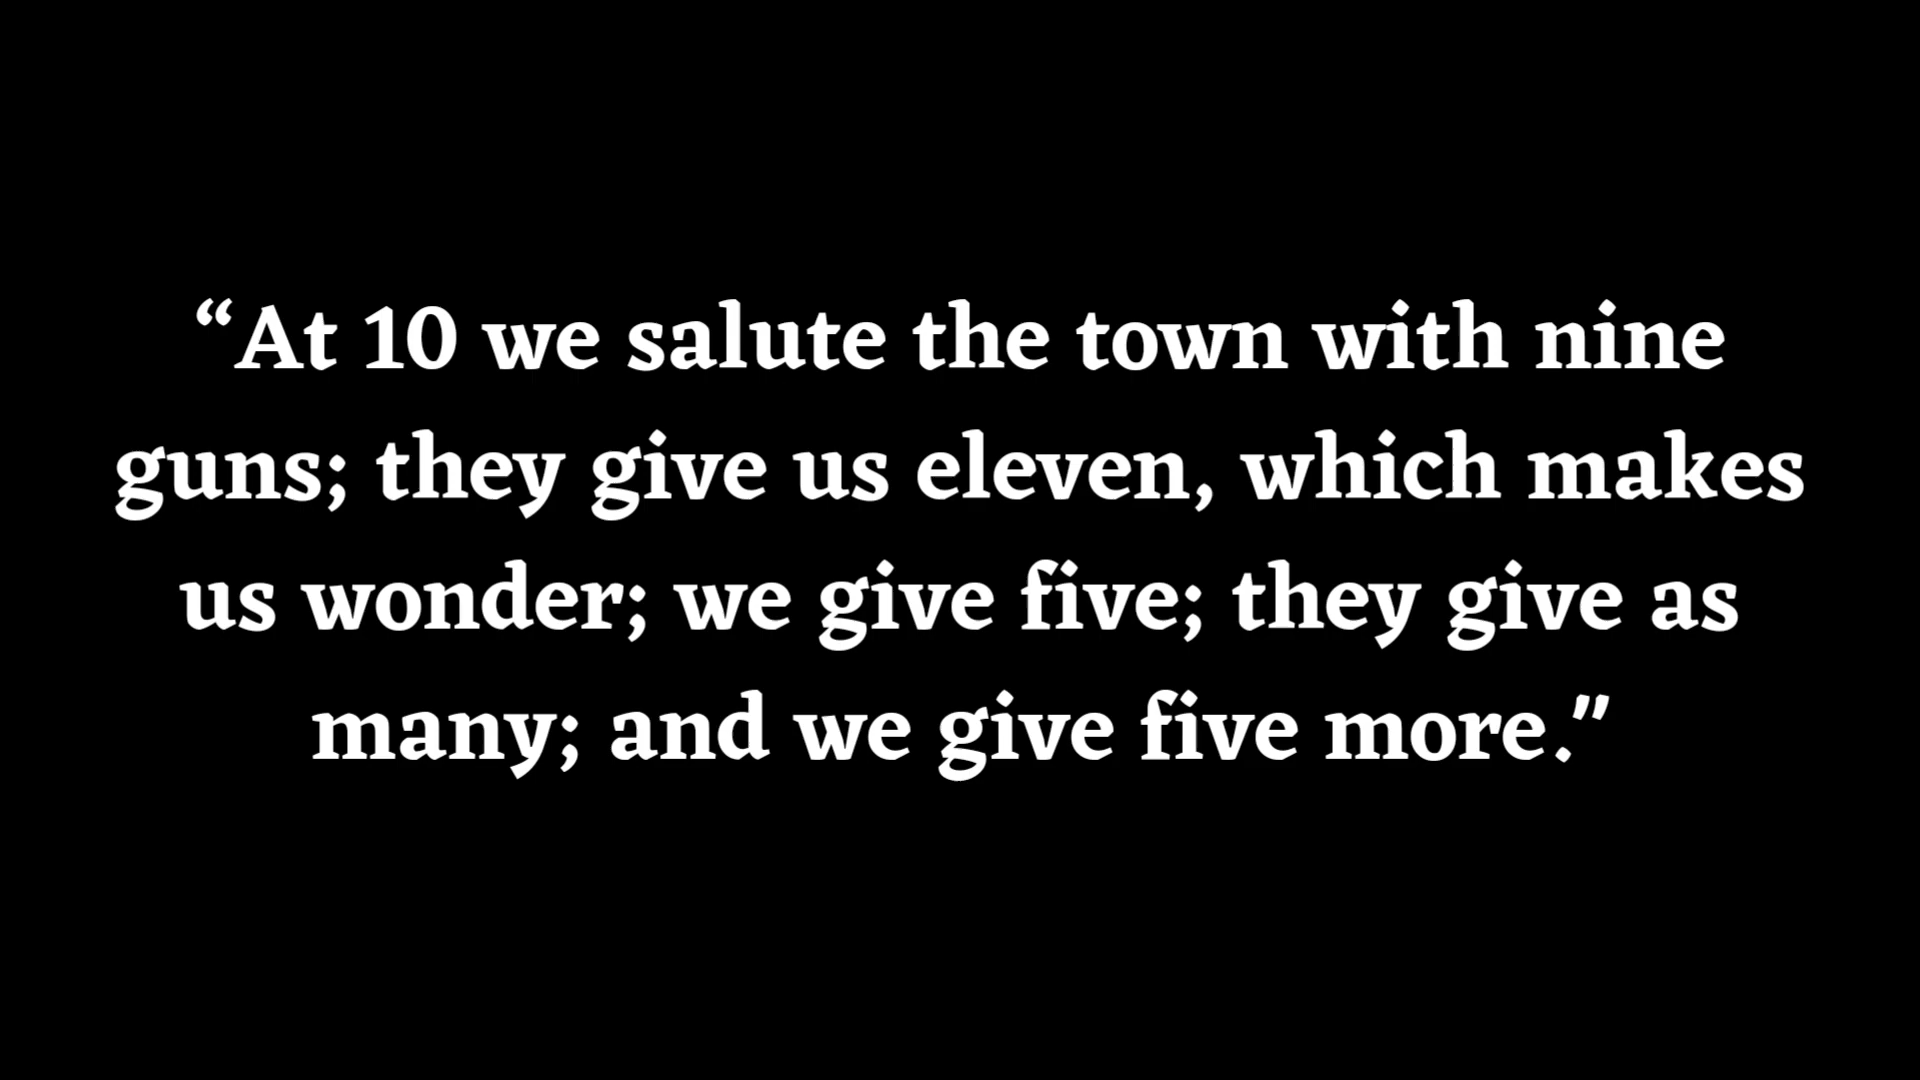 “At 10 we salute the town with nine
guns; they give us eleven, which makes
us wonder; we give five; they give as
many; and we give five more."